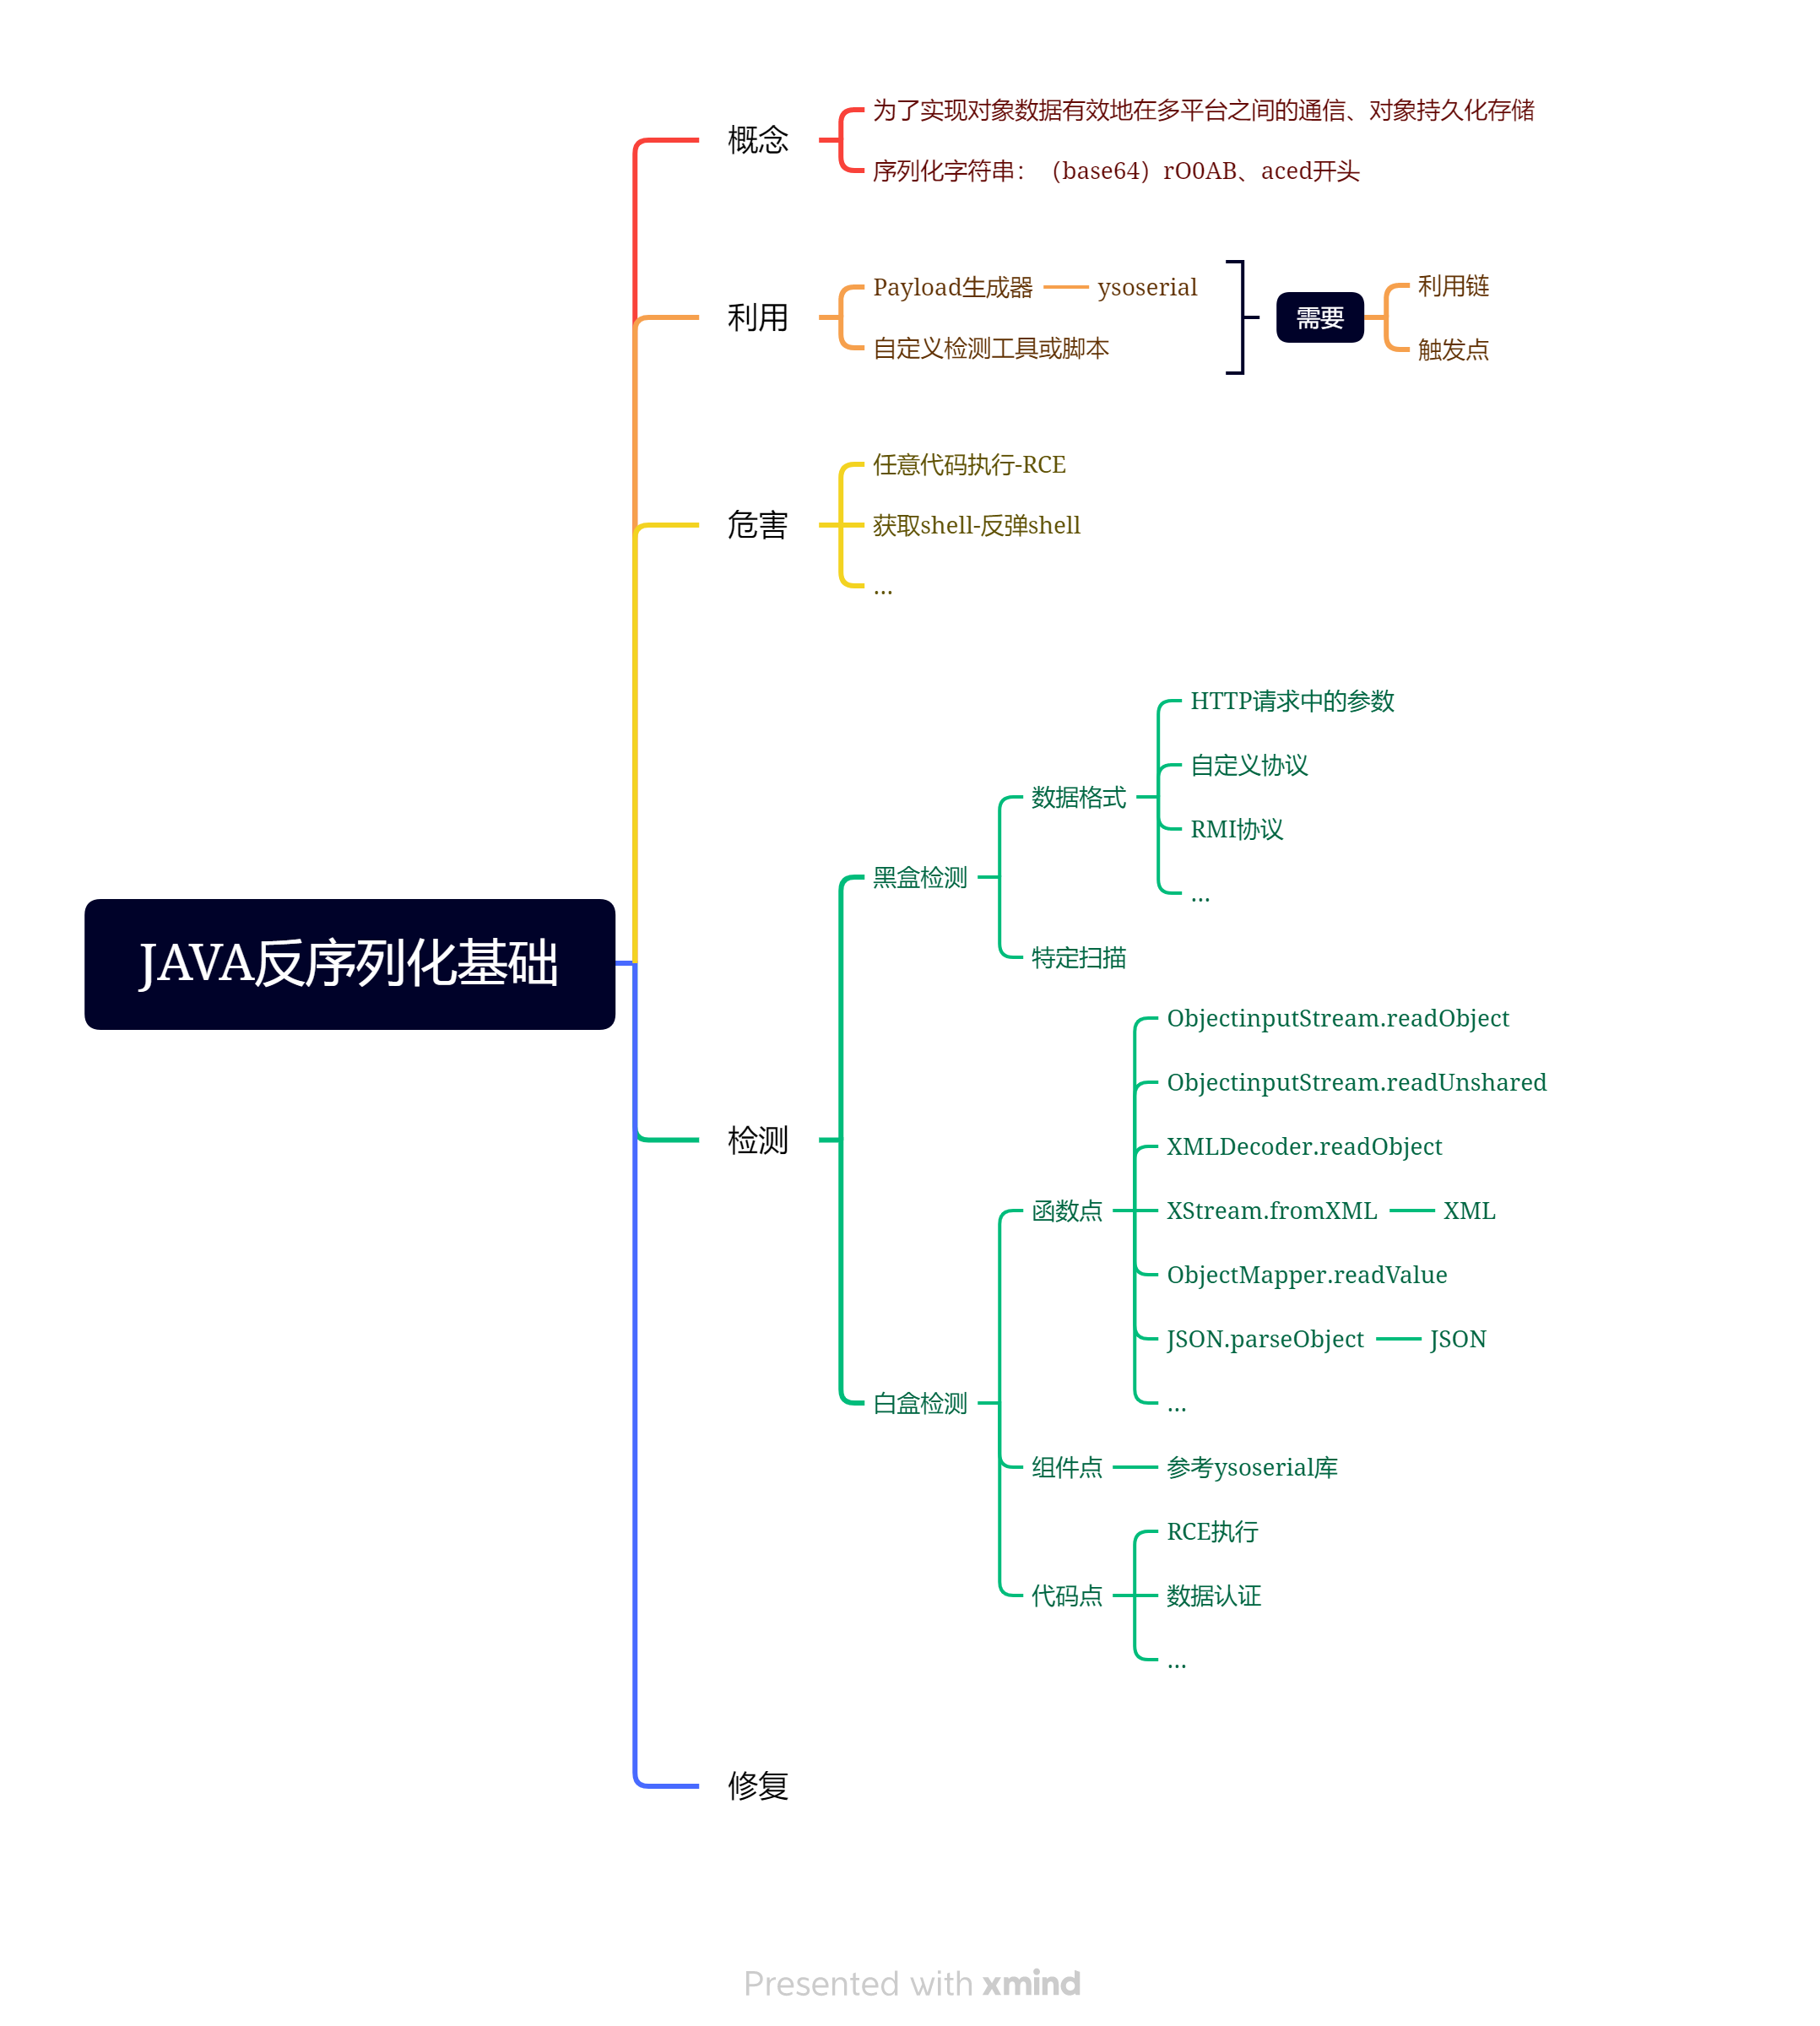 JAVA反序列化基础
概念
为了实现对象数据有效地在多平台之间的通信、对象持久化存储
序列化字符串：（base64）rO0AB、aced开头
利用
Payload生成器
ysoserial
自定义检测工具或脚本
需要
利用链
触发点
危害
任意代码执行-RCE
获取shell-反弹shell
...
检测
黑盒检测
数据格式
HTTP请求中的参数
自定义协议
RMI协议
...
特定扫描
白盒检测
函数点
ObjectinputStream.readObject
ObjectinputStream.readUnshared
XMLDecoder.readObject
XStream.fromXML
XML
ObjectMapper.readValue
JSON.parseObject
JSON
...
组件点
参考ysoserial库
代码点
RCE执行
数据认证
...
修复
Presented with xmind